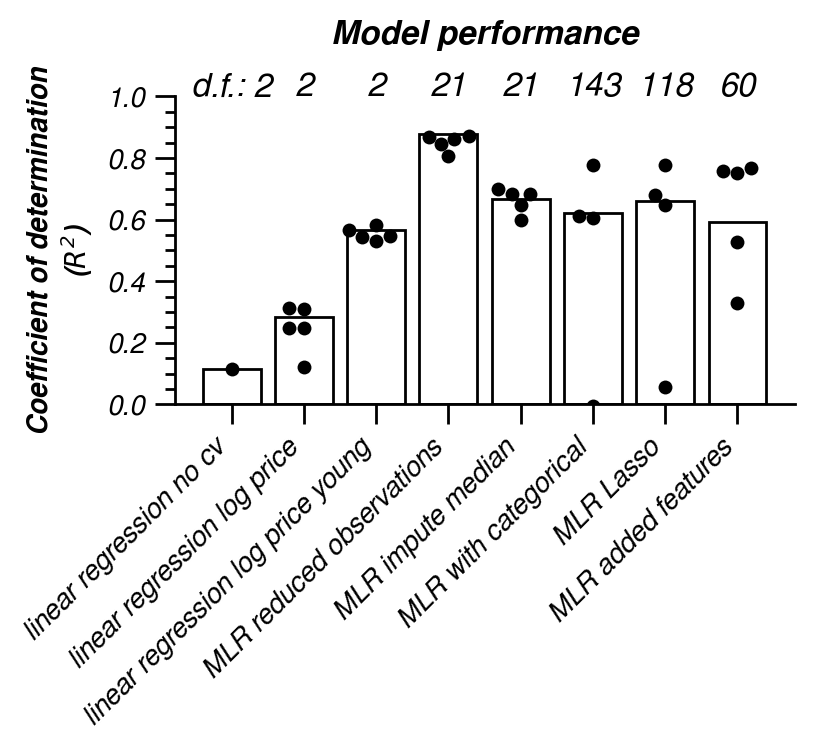 Model performance
d.f.: 2 2 2 21 21 143 118 60
Coefficient of determination
(R²)
1.0
0.8
0.6
0.4
0.2
0.0
linear regression no cv
linear regression log price
linear regression log price young
MLR reduced observations
MLR impute median
MLR with categorical
MLR Lasso
MLR added features